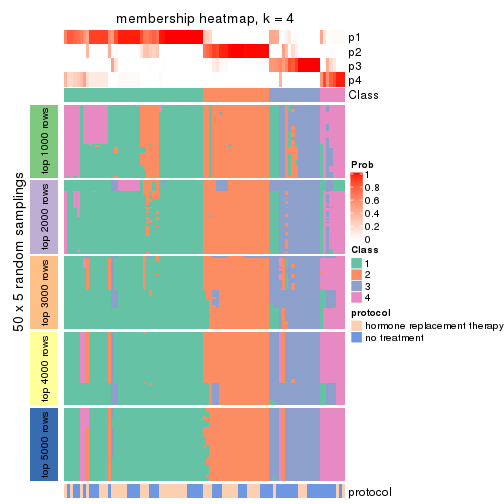 membership heatmap, k = 4
p1
p2
p3
p4
Class
50 x 5 random samplings
top 1000 rows
top 2000 rows
top 3000 rows
top 4000 rows
top 5000 rows
protocol
Prob
1
0.8
0.6
0.4
0.2
0
Class
1
2
3
4
protocol
hormone replacement therapy
no treatment